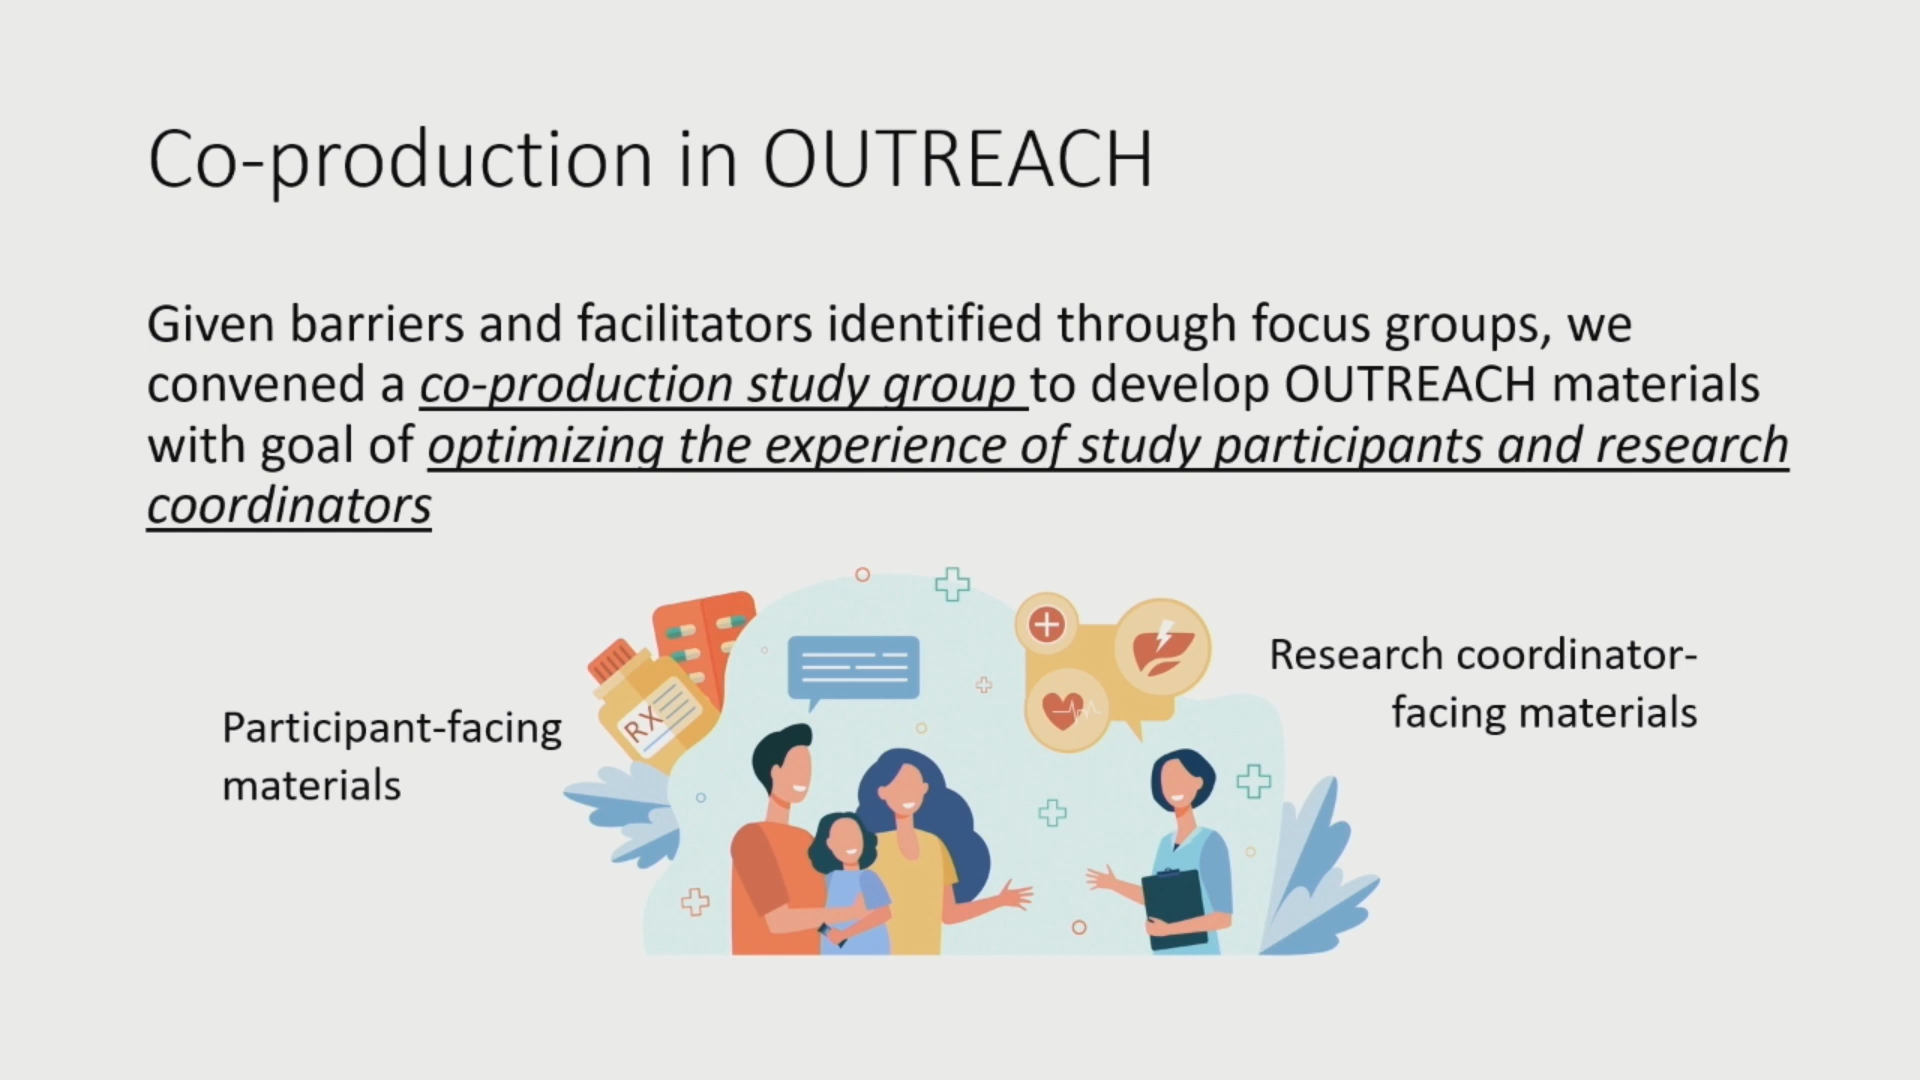 Co-production in OUTREACH
Given barriers and facilitators identified through focus groups, we
convened a co-production study group to develop OUTREACH materials
with goal of optimizing the experience of study participants and research
coordinators
Participant-facing
materials
RX
Research coordinator-
facing materials